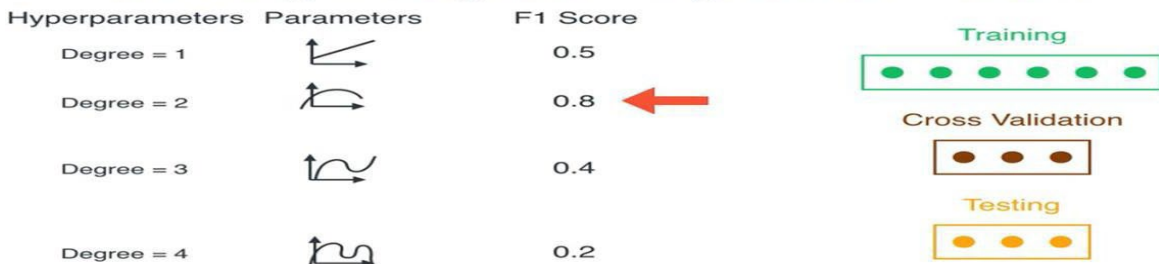 Hyperparameters Parameters F1 Score
Degree = 1 0.5
Degree = 2 0.8
Degree = 3 0.4
Degree = 4 0.2
Training
Cross Validation
Testing